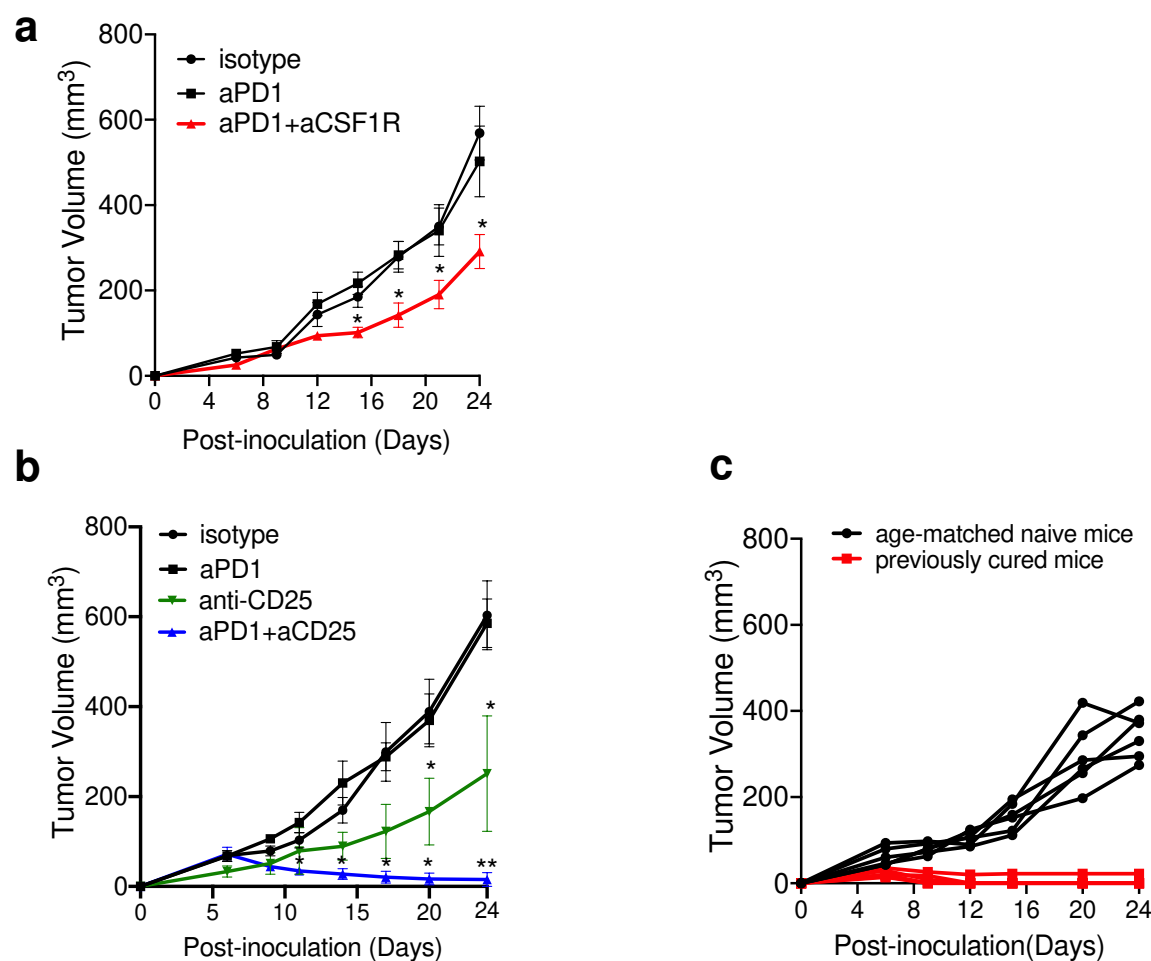 a
800
600
400
200
0
Tumor Volume (mm3)
isotype
aPD1
aPD1+aCSF1R
*
*
*
*
0 4 8 12 16 20 24
Post-inoculation (Days)
b
800
600
400
200
0
Tumor Volume (mm3)
isotype
aPD1
anti-CD25
aPD1+aCD25
*
*
* * * * **
0 5 10 15 20 24
Post-inoculation (Days)
c
800
600
400
200
0
Tumor Volume (mm3)
age-matched naive mice
previously cured mice
0 4 8 12 16 20 24
Post-inoculation(Days)